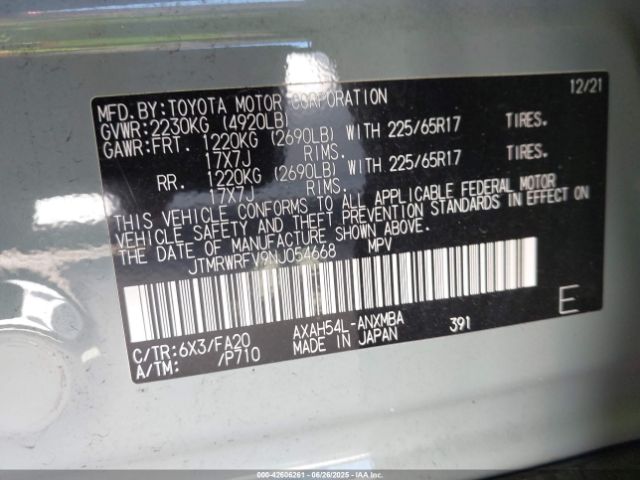 MFD.BY:TOYOTA MOTOR CORPORATION 12/21
GVWR:2230KG (4920LB)
GAWR:FRT. 1220KG (2690LB) WITH 225/65R17 TIRES.
17X7J RIMS.
RR. 1220KG (2690LB) WITH 225/65R17 TIRES.
17X7J RIMS.
THIS VEHICLE CONFORMS TO ALL APPLICABLE FEDERAL MOTOR
VEHICLE SAFETY AND THEFT PREVENTION STANDARDS IN EFFECT ON
THE DATE OF MANUFACTURE SHOWN ABOVE.
JTMRWRFV9NJ054668 MPV
E
C/TR:6X3/FA20 AXAH54L-ANXMBA 391
A/TM: /P710 MADE IN JAPAN
000-42606261 - 06/26/2025 - IAAI.COM